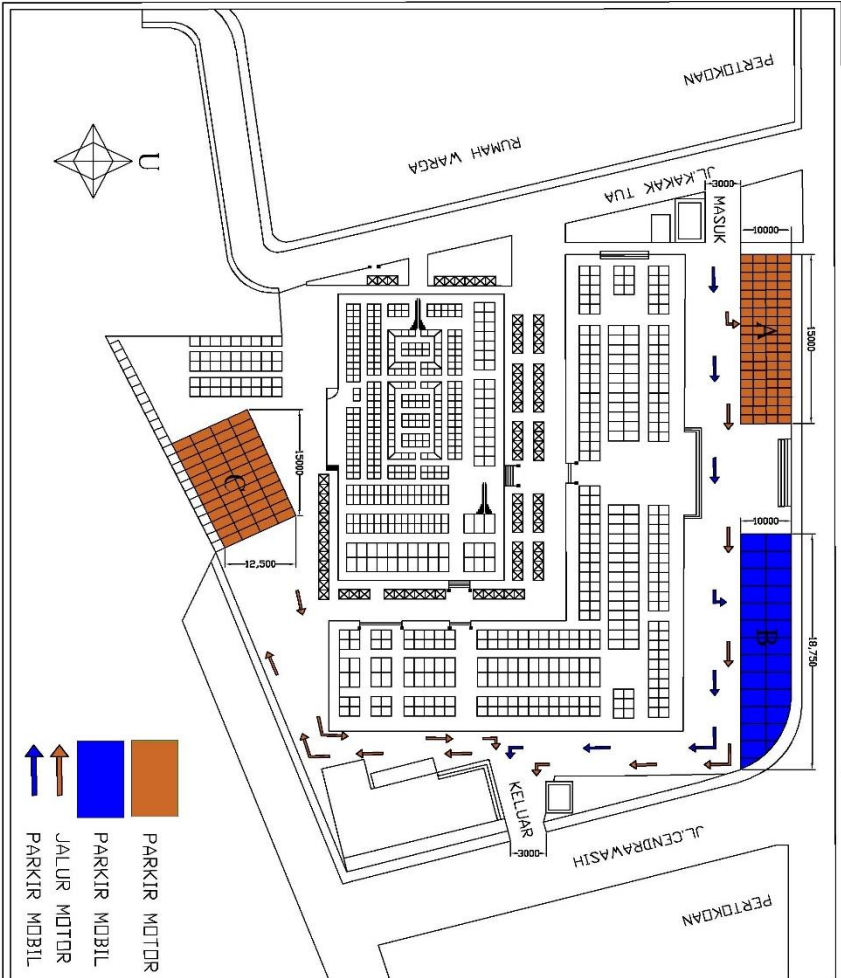 PERTOKOAN
RUMAH WARGA
JL.KAKAK TUA
U
MASUK
3000
10000
A
15000
10000
B
18,750
C
15000
12,500
KELUAR
3000
JL.CENDRAWASIH
PERTOKOAN
PARKIR MOTOR
PARKIR MOBIL
JALUR MOTOR
PARKIR MOBIL